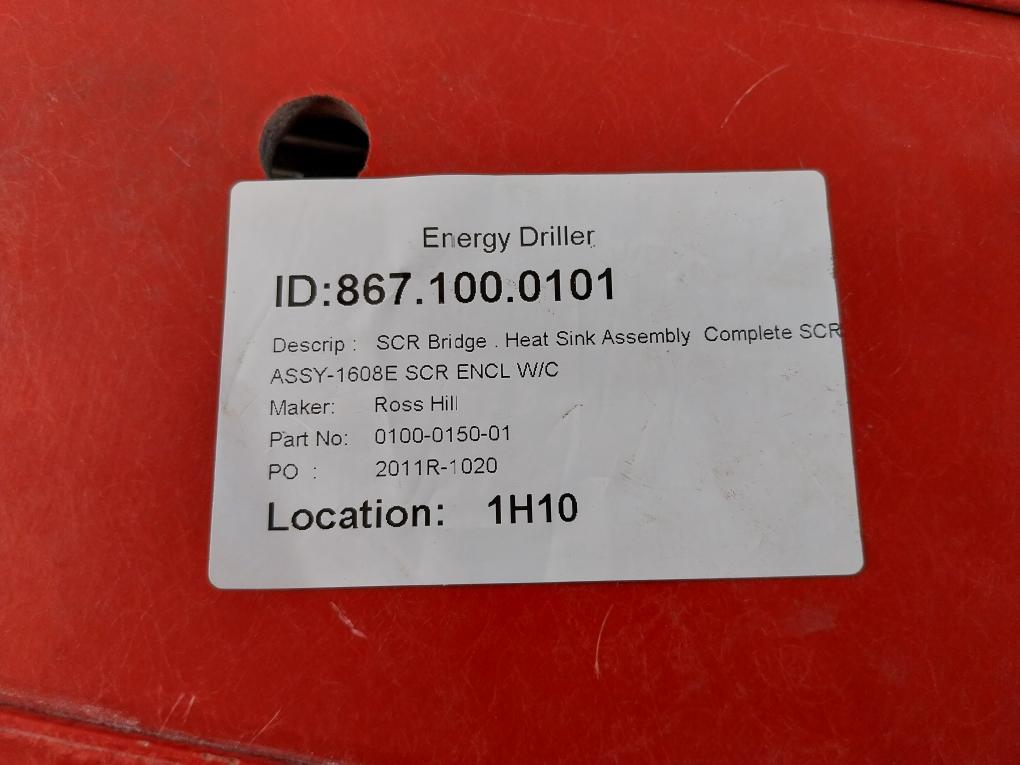 Energy Driller
ID:867.100.0101
Descrip : SCR Bridge . Heat Sink Assembly Complete SCR
ASSY-1608E SCR ENCL W/C
Maker: Ross Hill
Part No: 0100-0150-01
PO : 2011R-1020
Location: 1H10